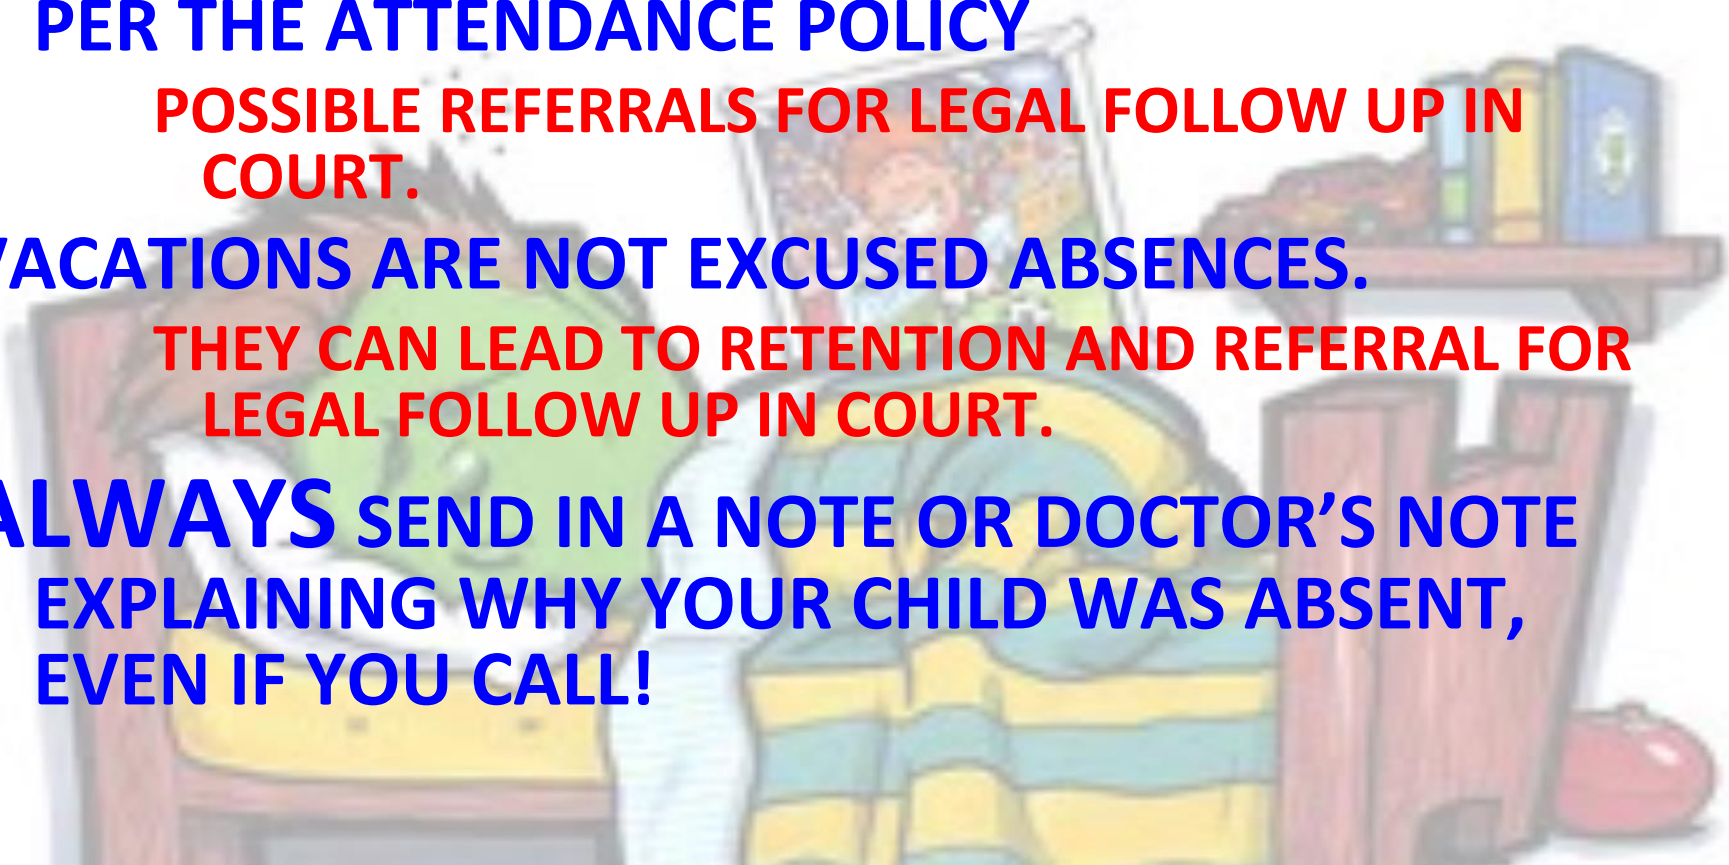 PER THE ATTENDANCE POLICY
POSSIBLE REFERRALS FOR LEGAL FOLLOW UP IN
COURT.
VACATIONS ARE NOT EXCUSED ABSENCES.
THEY CAN LEAD TO RETENTION AND REFERRAL FOR
LEGAL FOLLOW UP IN COURT.
ALWAYS SEND IN A NOTE OR DOCTOR’S NOTE
EXPLAINING WHY YOUR CHILD WAS ABSENT,
EVEN IF YOU CALL!